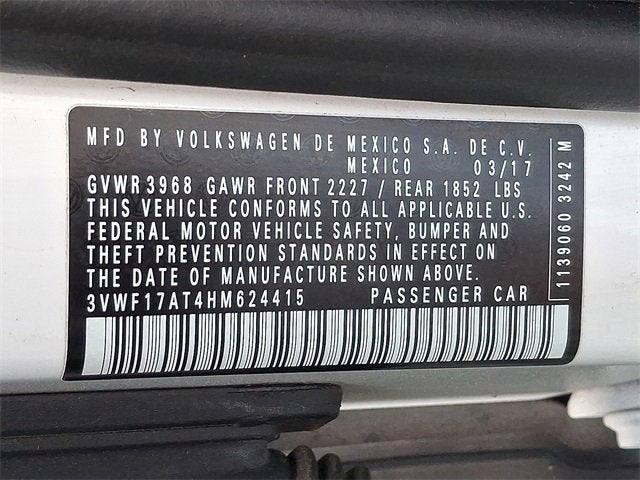 MFD BY VOLKSWAGEN DE MEXICO S.A. DE C.V.
MEXICO 03/17
GVWR 3968 GAWR FRONT 2227 / REAR 1852 LBS
THIS VEHICLE CONFORMS TO ALL APPLICABLE U.S.
FEDERAL MOTOR VEHICLE SAFETY, BUMPER AND
THEFT PREVENTION STANDARDS IN EFFECT ON
THE DATE OF MANUFACTURE SHOWN ABOVE.
3VWF17AT4HM624415 PASSENGER CAR
1139060 3242 M